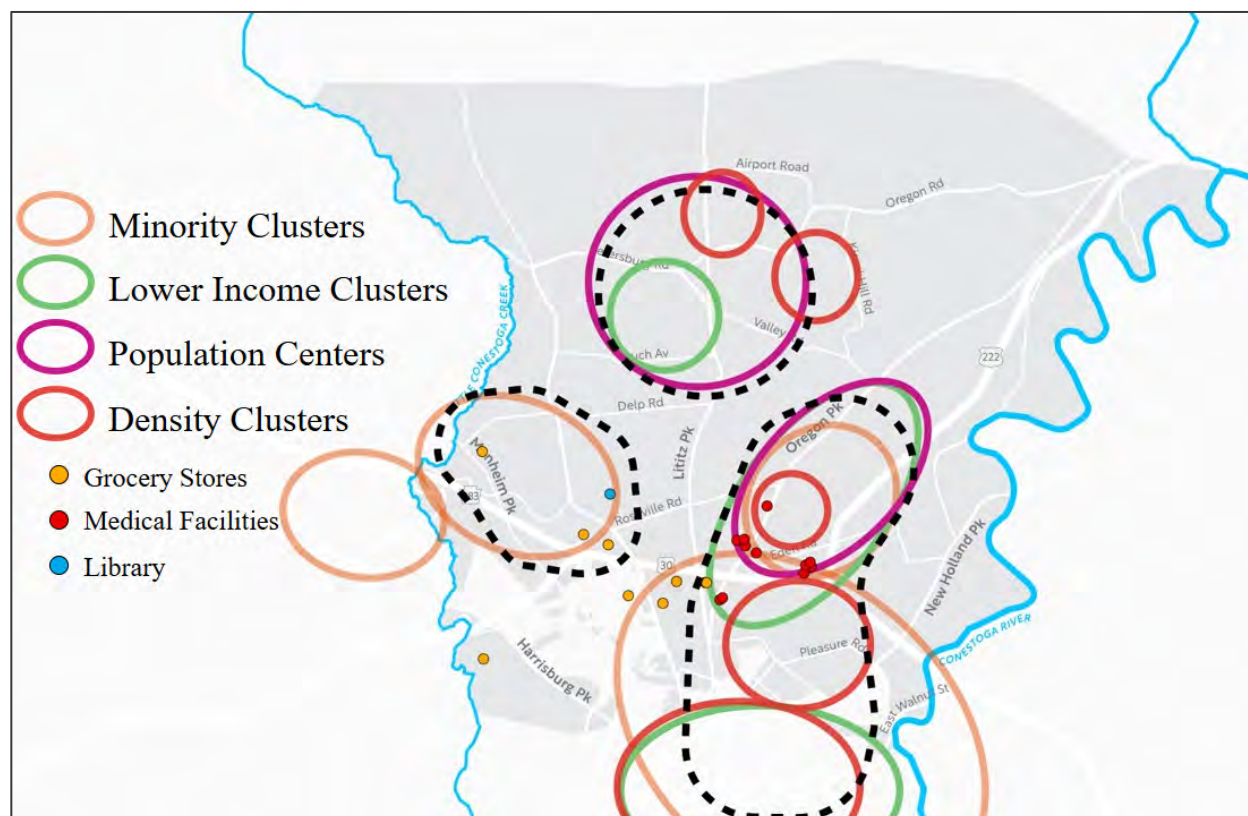 Airport Road
Oregon Rd
Minority Clusters
Lower Income Clusters
Population Centers
Density Clusters
Grocery Stores
Medical Facilities
Library
Valley
222
CONESTOGA CREEK
Delp Rd
Oregon Pk
Manheim Pk
Lititz Pk
Roseville Rd
Eden Rd
30
New Holland Pk
Harrisburg Pk
Pleasure Rd
CONESTOGA RIVER
East Walnut St